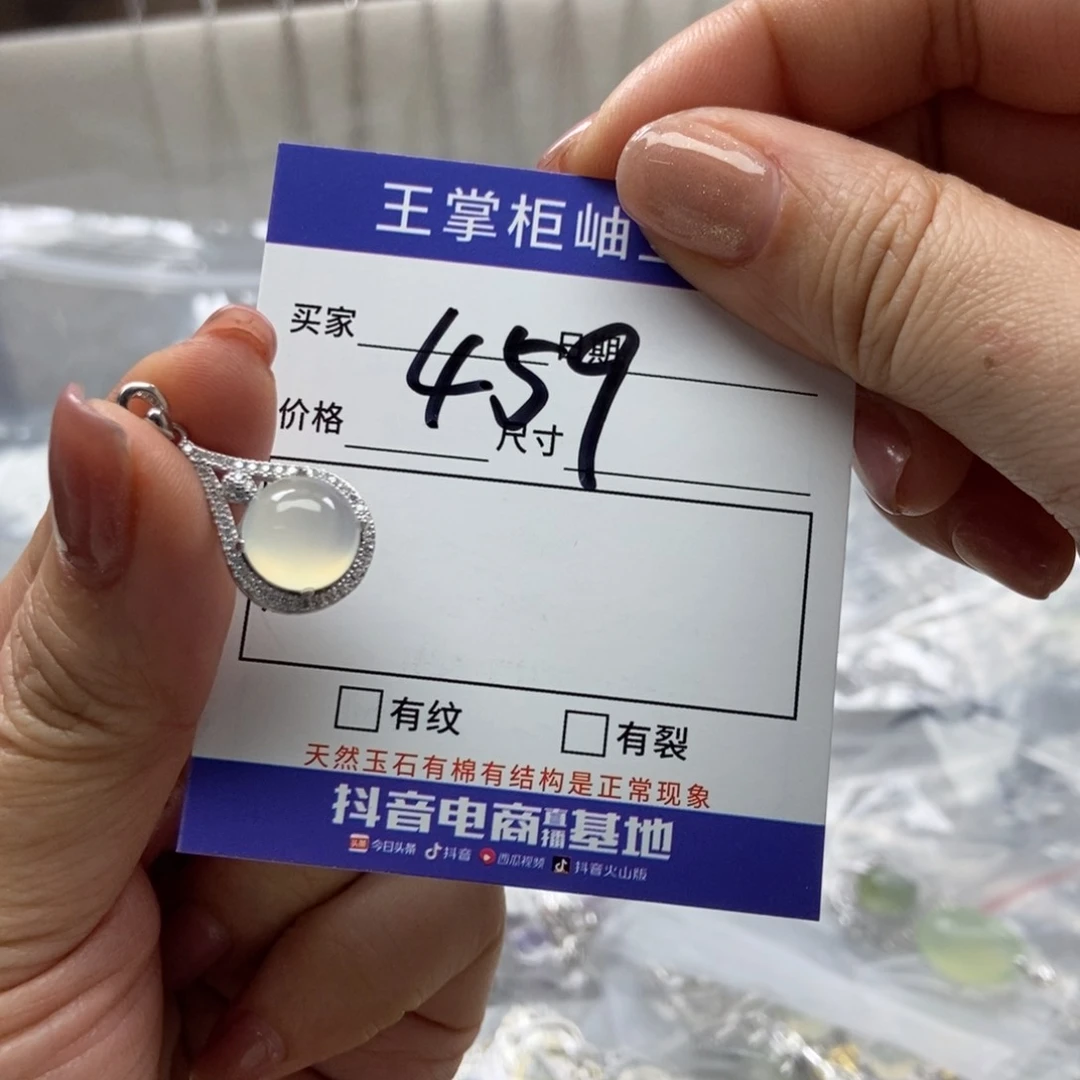 王掌柜岫
买家 日期
459
价格 尺寸
有纹 有裂
天然玉石有棉有结构是正常现象
抖音电商直播基地
头条 今日头条 抖音 西瓜视频 抖音火山版